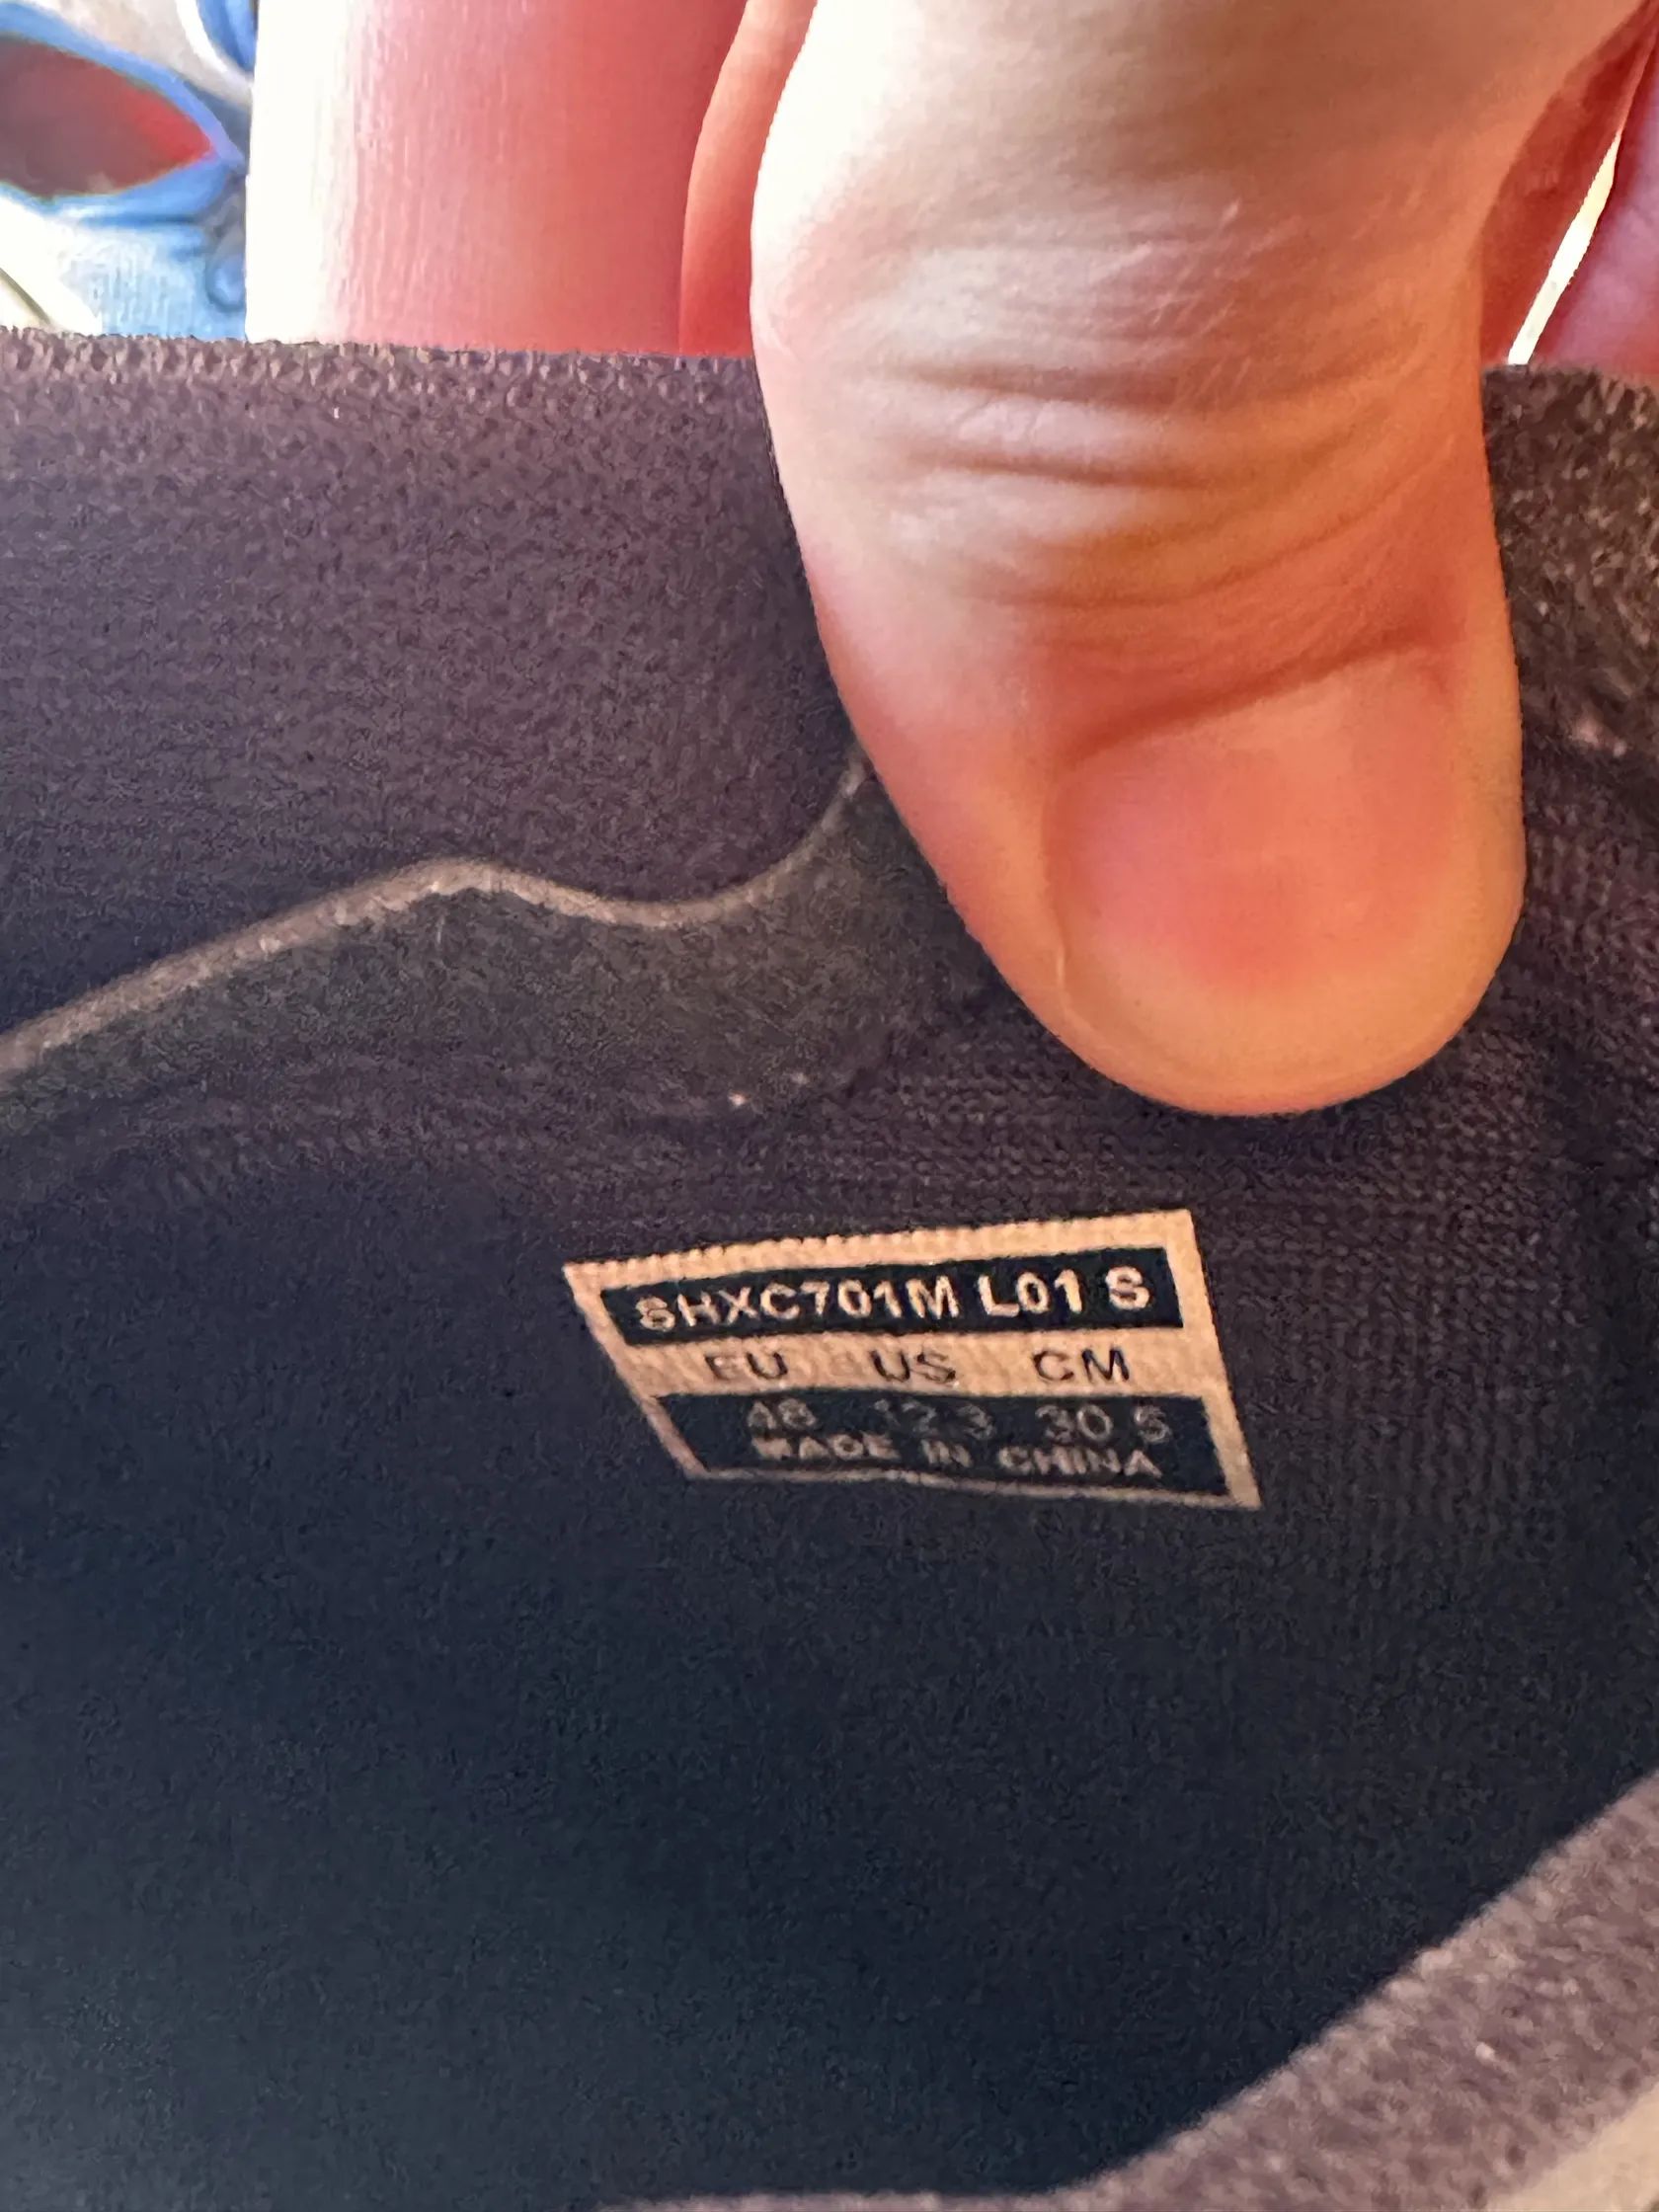 SHXC701M L01 S
EU US CM
48 12.3 30.5
MADE IN CHINA